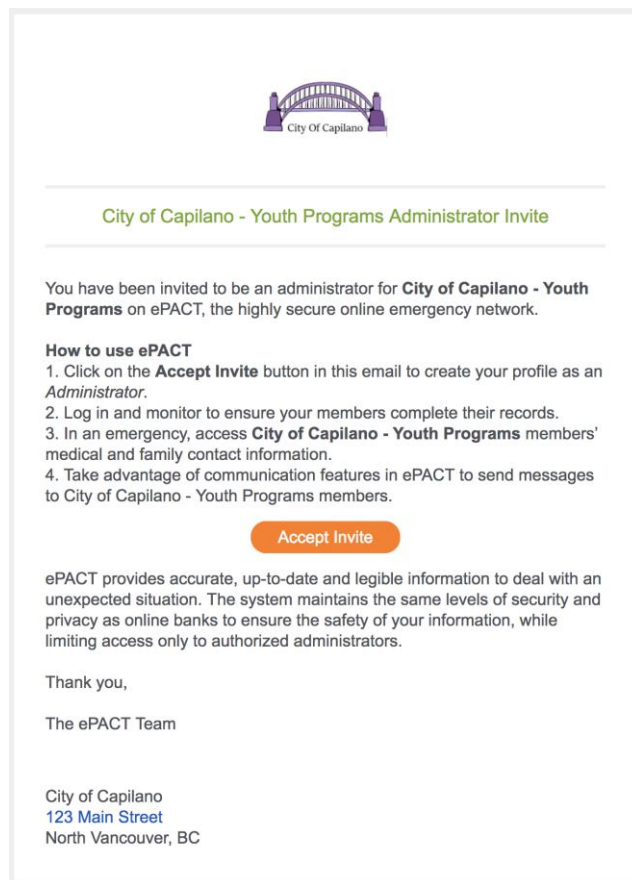 City Of Capilano
City of Capilano - Youth Programs Administrator Invite
You have been invited to be an administrator for City of Capilano - Youth
Programs on ePACT, the highly secure online emergency network.
How to use ePACT
1. Click on the Accept Invite button in this email to create your profile as an
Administrator.
2. Log in and monitor to ensure your members complete their records.
3. In an emergency, access City of Capilano - Youth Programs members’
medical and family contact information.
4. Take advantage of communication features in ePACT to send messages
to City of Capilano - Youth Programs members.
Accept Invite
ePACT provides accurate, up-to-date and legible information to deal with an
unexpected situation. The system maintains the same levels of security and
privacy as online banks to ensure the safety of your information, while
limiting access only to authorized administrators.
Thank you,
The ePACT Team
City of Capilano
123 Main Street
North Vancouver, BC